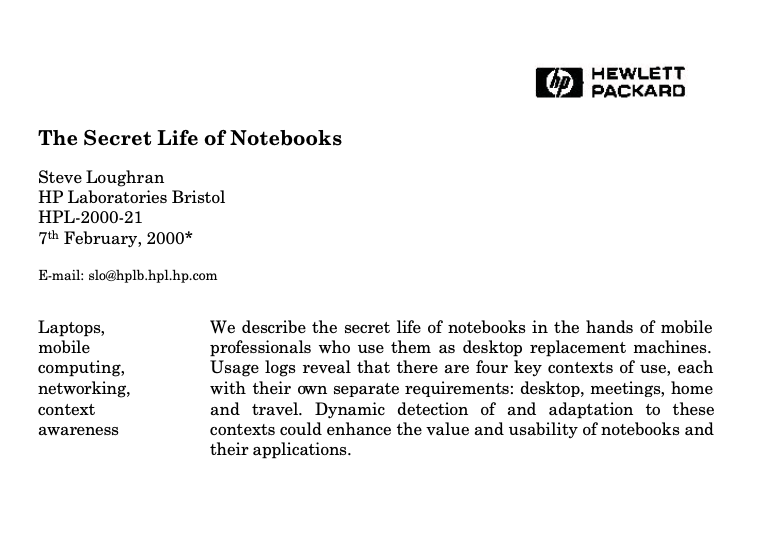 hp HEWLETT
PACKARD
The Secret Life of Notebooks
Steve Loughran
HP Laboratories Bristol
HPL-2000-21
7th February, 2000*
E-mail: slo@hplb.hpl.hp.com
Laptops,
mobile
computing,
networking,
context
awareness
We describe the secret life of notebooks in the hands of mobile
professionals who use them as desktop replacement machines.
Usage logs reveal that there are four key contexts of use, each
with their own separate requirements: desktop, meetings, home
and travel. Dynamic detection of and adaptation to these
contexts could enhance the value and usability of notebooks and
their applications.